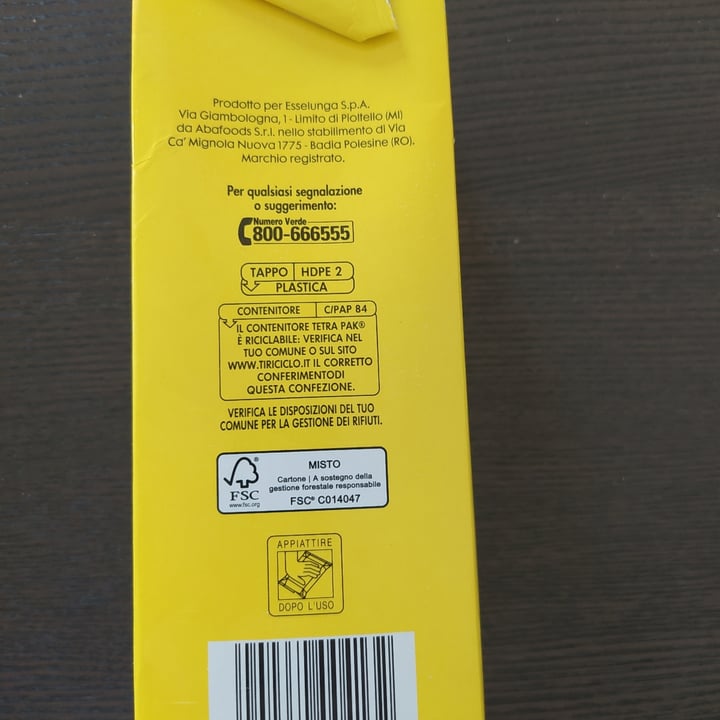 Prodotto per Esselunga S.p.A.
Via Giambologna, 1 - Limito di Pioltello (MI)
da Abafoods S.r.l. nello stabilimento di Via
Ca' Mignola Nuova 1775 - Badia Polesine (RO).
Marchio registrato.
Per qualsiasi segnalazione
o suggerimento:
Numero Verde
800-666555
TAPPO HDPE 2
PLASTICA
CONTENITORE C/PAP 84
IL CONTENITORE TETRA PAK®
È RICICLABILE: VERIFICA NEL
TUO COMUNE O SUL SITO
WWW.TIRICICLO.IT IL CORRETTO
CONFERIMENTODI
QUESTA CONFEZIONE.
VERIFICA LE DISPOSIZIONI DEL TUO
COMUNE PER LA GESTIONE DEI RIFIUTI.
®
FSC
www.fsc.org
MISTO
Cartone | A sostegno della
gestione forestale responsabile
FSC® C014047
APPIATTIRE
DOPO L'USO